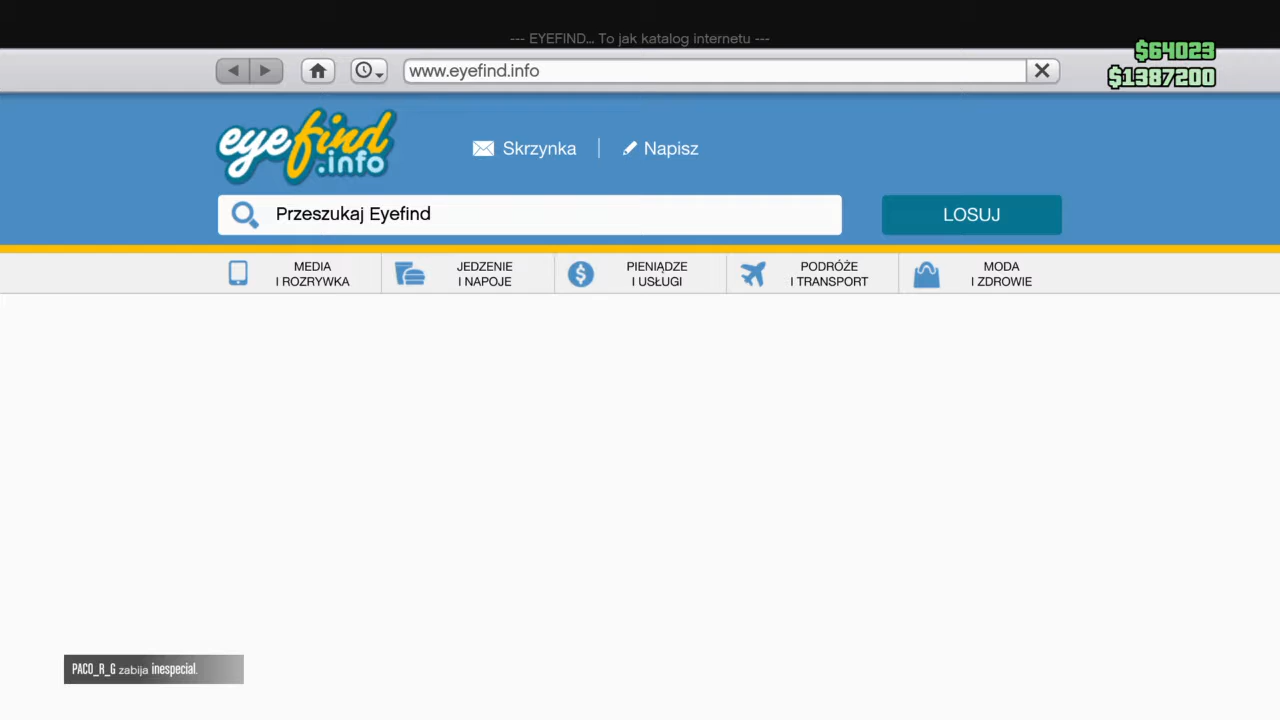 --- EYEFIND... To jak katalog internetu ---
$64023
www.eyefind.info
$1387200
eyefind
.info
Skrzynka
Napisz
Przeszukaj Eyefind
LOSUJ
MEDIA
I ROZRYWKA
JEDZENIE
I NAPOJE
PIENIĄDZE
I USŁUGI
PODRÓŻE
I TRANSPORT
MODA
I ZDROWIE
PACO_R_G zabija inespecial.